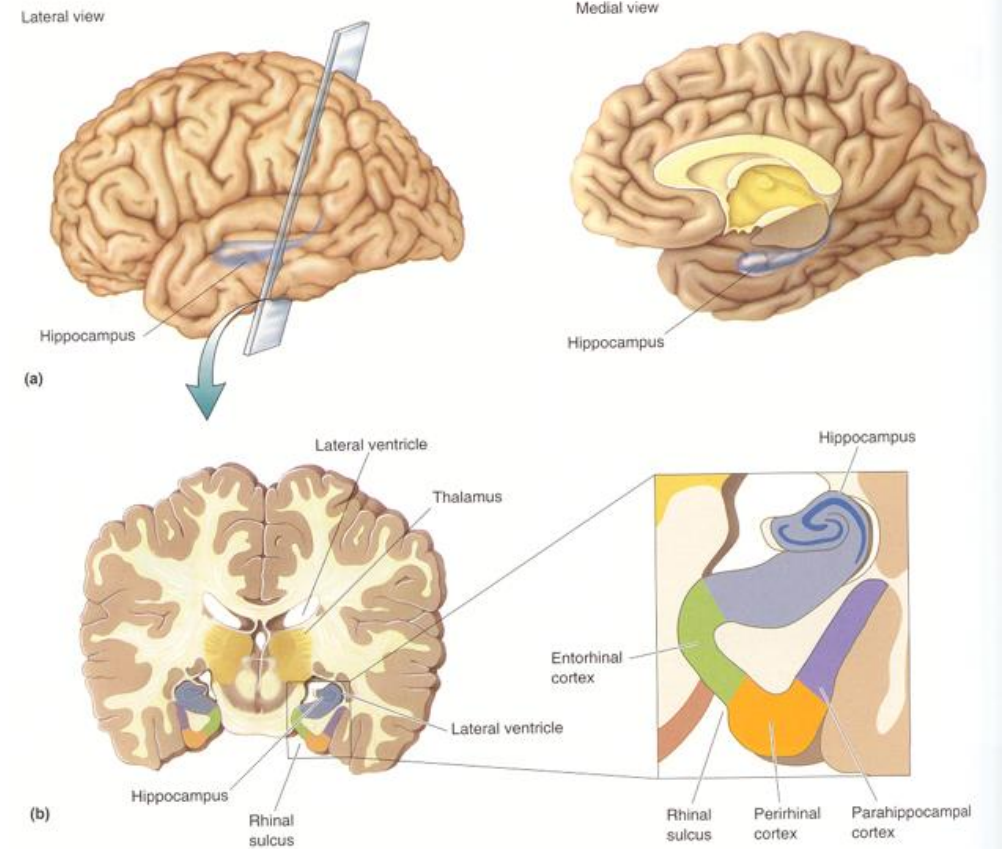 Lateral view
Medial view
Hippocampus
Hippocampus
(a)
Lateral ventricle
Thalamus
Hippocampus
Entorhinal
cortex
Lateral ventricle
Hippocampus
Rhinal
sulcus
Rhinal
sulcus
Perirhinal
cortex
Parahippocampal
cortex
(b)